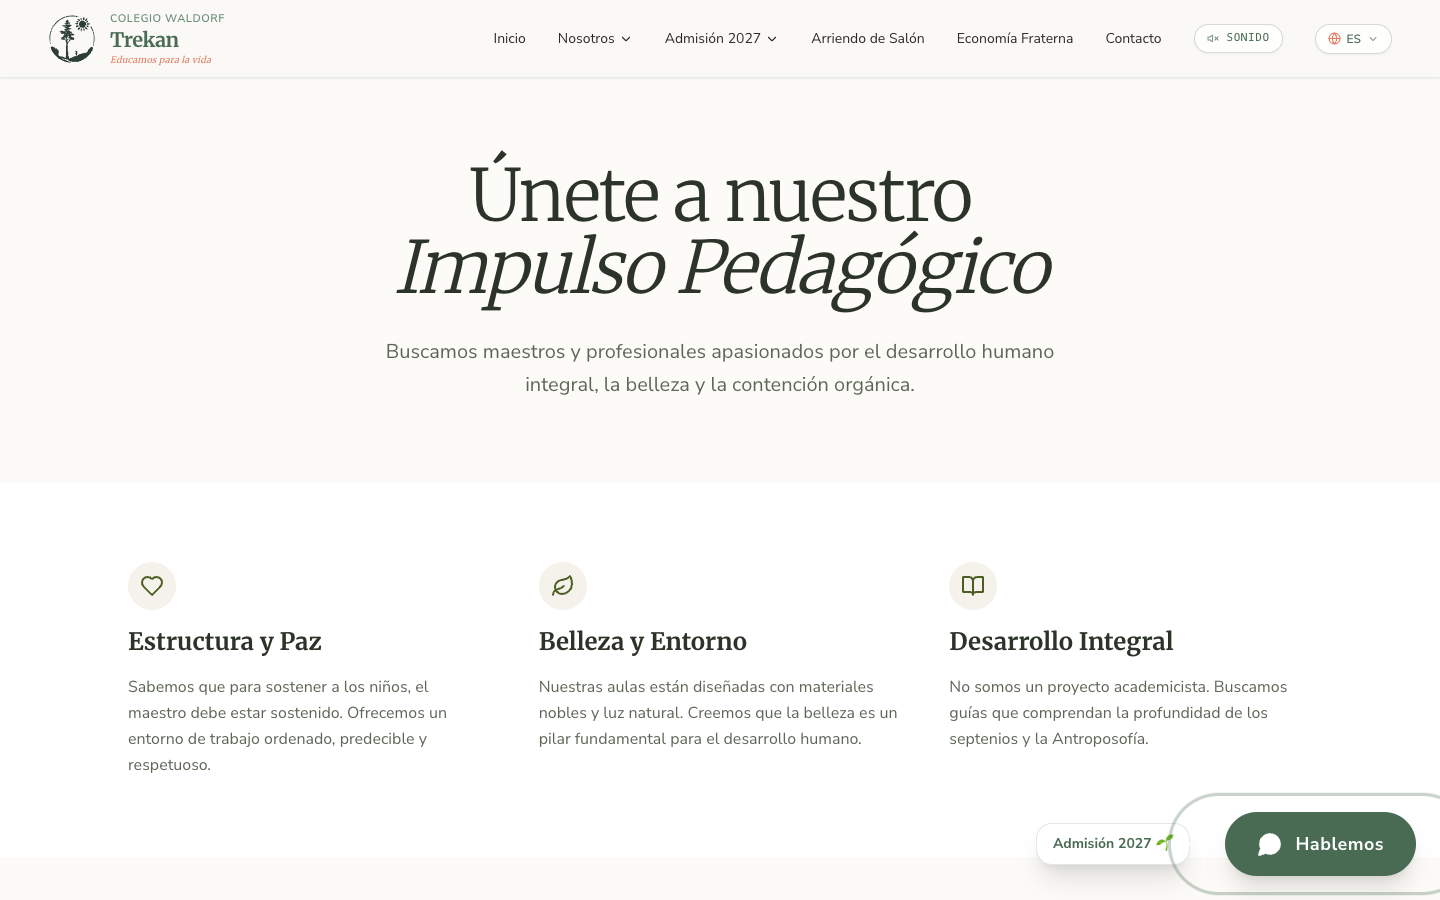 COLEGIO WALDORF
Trekan
Educamos para la vida
Inicio
Nosotros
Admisión 2027
Arriendo de Salón
Economía Fraterna
Contacto
SONIDO
ES
Únete a nuestro
Impulso Pedagógico
Buscamos maestros y profesionales apasionados por el desarrollo humano
integral, la belleza y la contención orgánica.
Estructura y Paz
Sabemos que para sostener a los niños, el
maestro debe estar sostenido. Ofrecemos un
entorno de trabajo ordenado, predecible y
respetuoso.
Belleza y Entorno
Nuestras aulas están diseñadas con materiales
nobles y luz natural. Creemos que la belleza es un
pilar fundamental para el desarrollo humano.
Desarrollo Integral
No somos un proyecto academicista. Buscamos
guías que comprendan la profundidad de los
septenios y la Antroposofía.
Admisión 2027 🌱
Hablemos